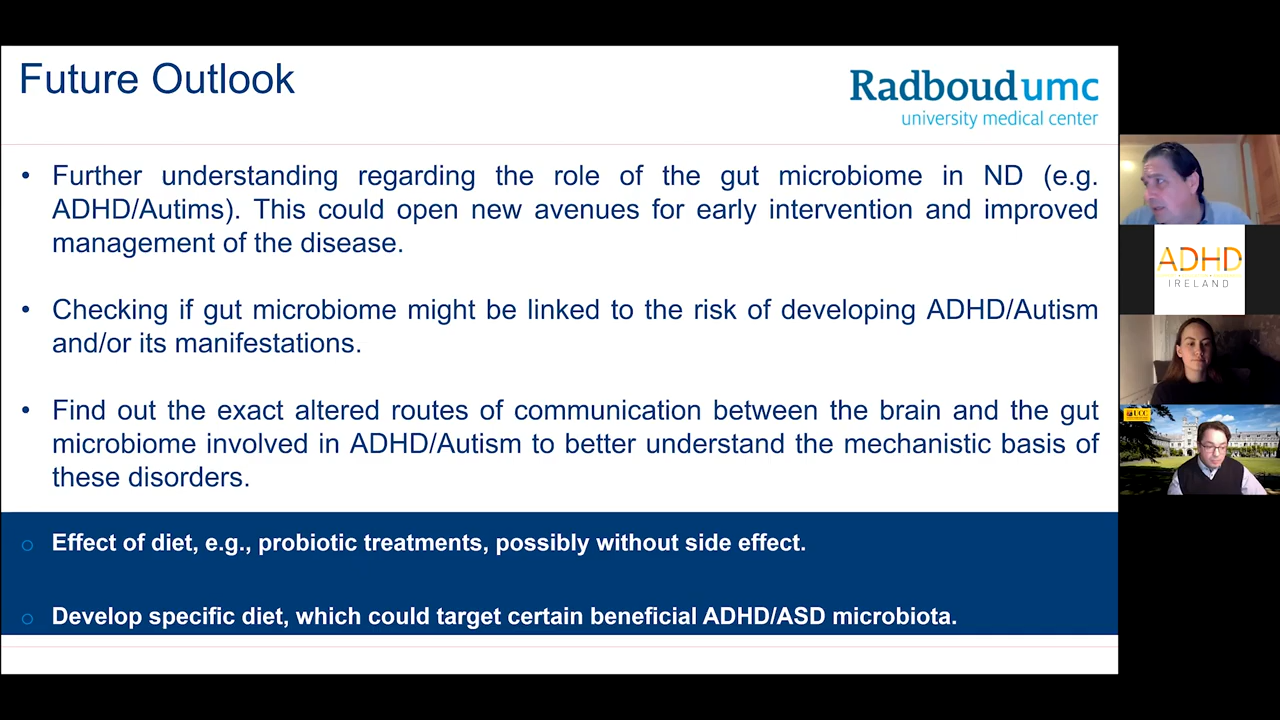 Future Outlook
Radboudumc
university medical center
• Further understanding regarding the role of the gut microbiome in ND (e.g.
ADHD/Autims). This could open new avenues for early intervention and improved
management of the disease.
• Checking if gut microbiome might be linked to the risk of developing ADHD/Autism
and/or its manifestations.
• Find out the exact altered routes of communication between the brain and the gut
microbiome involved in ADHD/Autism to better understand the mechanistic basis of
these disorders.
o Effect of diet, e.g., probiotic treatments, possibly without side effect.
o Develop specific diet, which could target certain beneficial ADHD/ASD microbiota.
ADHD
IRELAND
UCC